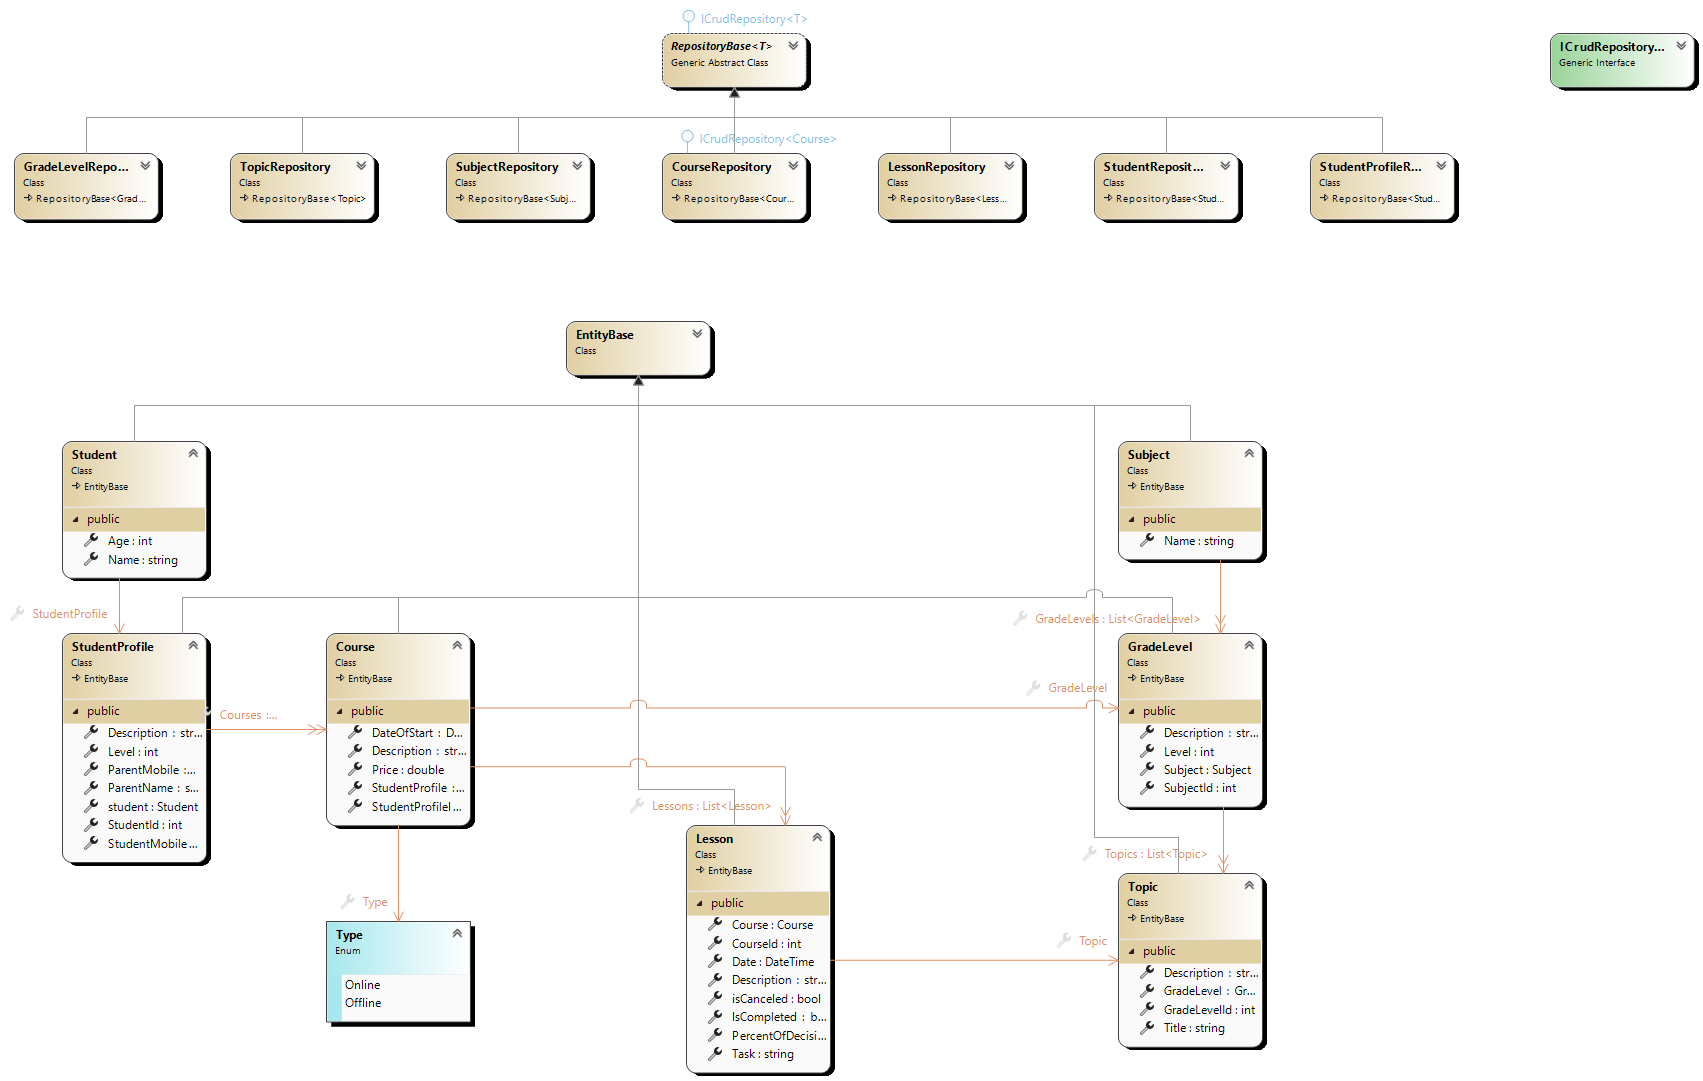 ICrudRepository<T>
RepositoryBase<T>
Generic Abstract Class
ICrudRepository...
Generic Interface
ICrudRepository<Course>
GradeLevelRepo...
Class
RepositoryBase<Grad...
TopicRepository
Class
RepositoryBase<Topic>
SubjectRepository
Class
RepositoryBase<Subj...
CourseRepository
Class
RepositoryBase<Cour...
LessonRepository
Class
RepositoryBase<Less...
StudentReposit...
Class
RepositoryBase<Stud...
StudentProfileR...
Class
RepositoryBase<Stud...
EntityBase
Class
Student
Class
EntityBase
public
Age : int
Name : string
Subject
Class
EntityBase
public
Name : string
StudentProfile
GradeLevels : List<GradeLevel>
StudentProfile
Class
EntityBase
public
Description : str...
Level : int
ParentMobile :...
ParentName : s...
student : Student
StudentId : int
StudentMobile...
Courses :...
Course
Class
EntityBase
public
DateOfStart : D...
Description : str...
Price : double
StudentProfile :...
StudentProfileI...
GradeLevel
GradeLevel
Class
EntityBase
public
Description : str...
Level : int
Subject : Subject
SubjectId : int
Lessons : List<Lesson>
Topics : List<Topic>
Type
Type
Enum
Online
Offline
Lesson
Class
EntityBase
public
Course : Course
CourseId : int
Date : DateTime
Description : str...
isCanceled : bool
IsCompleted : b...
PercentOfDecisi...
Task : string
Topic
Topic
Class
EntityBase
public
Description : str...
GradeLevel : Gr...
GradeLevelId : int
Title : string